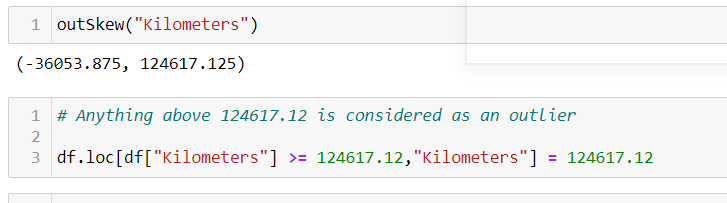 1 outSkew("Kilometers")
(-36053.875, 124617.125)
1 # Anything above 124617.12 is considered as an outlier
2
3 df.loc[df["Kilometers"] >= 124617.12,"Kilometers"] = 124617.12